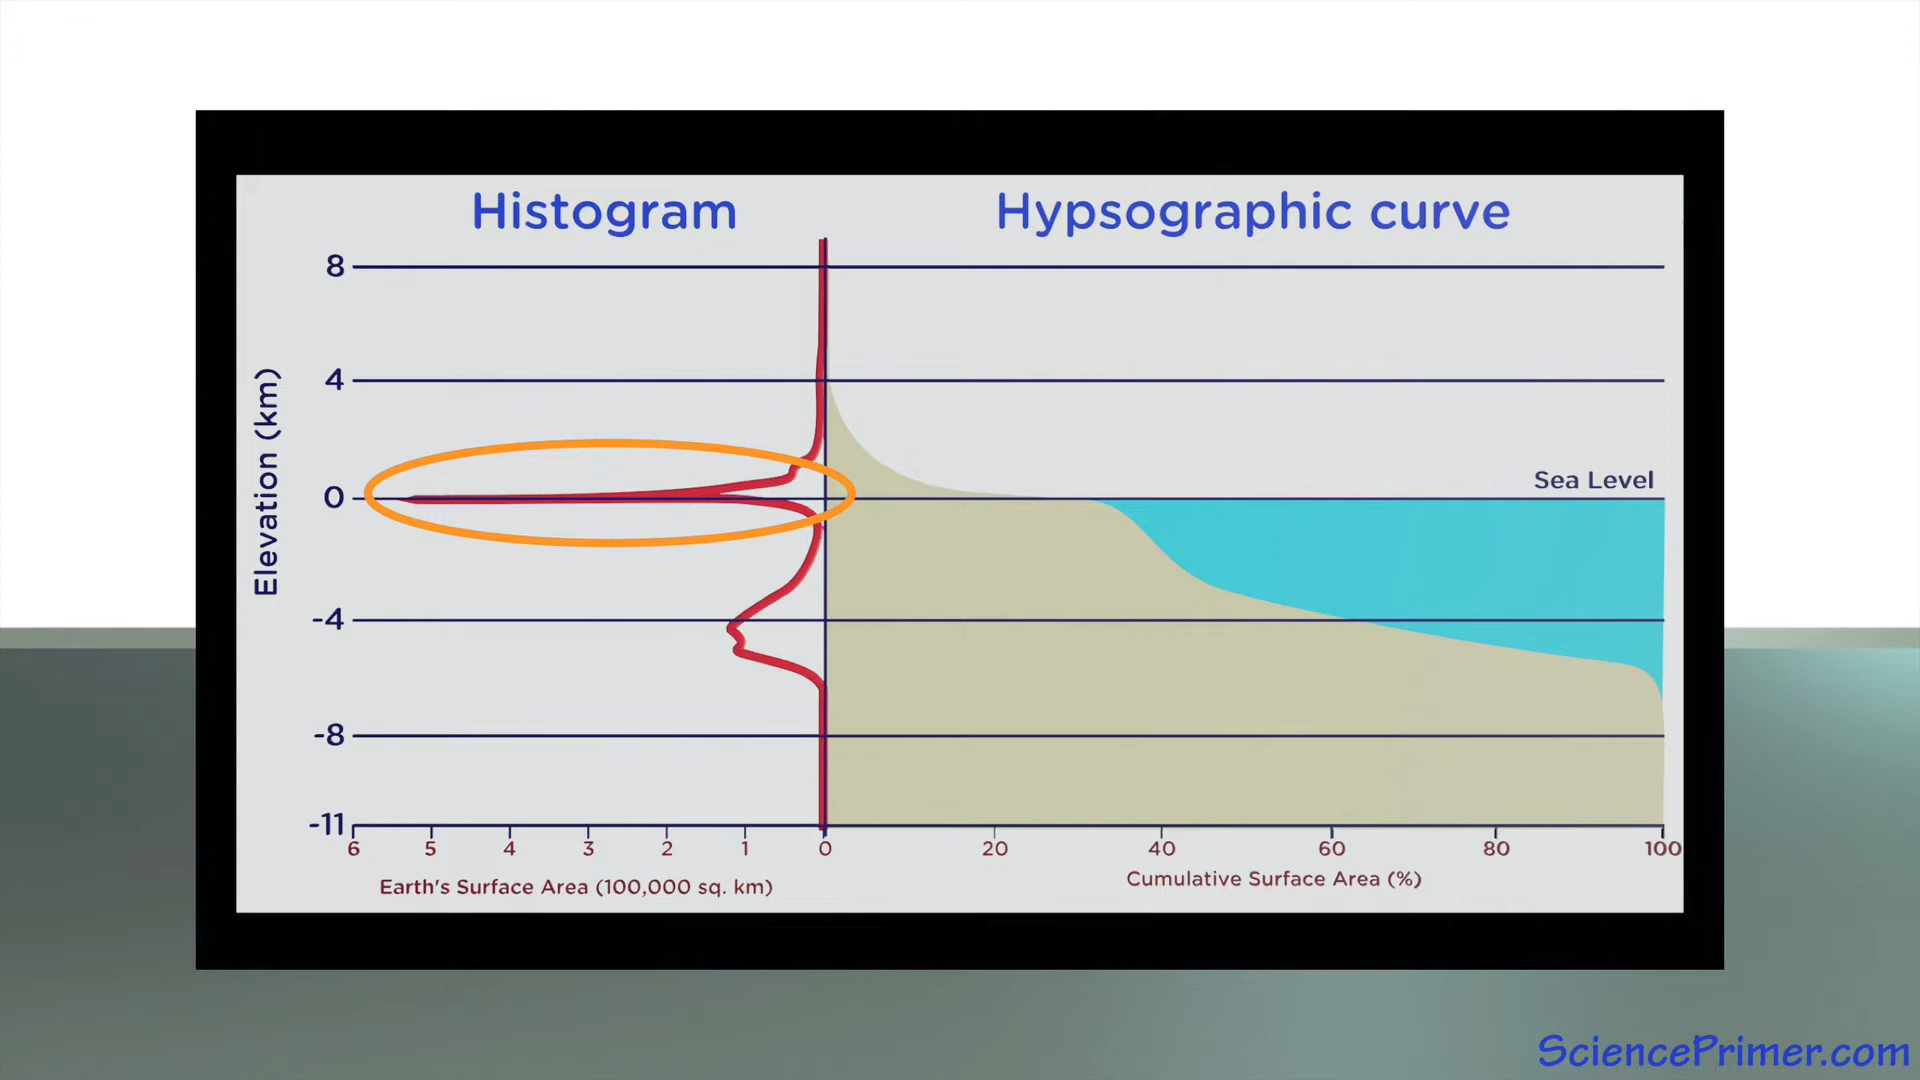 Histogram
Hypsographic curve
Elevation (km)
8
4
0
-4
-8
-11
Sea Level
6 5 4 3 2 1 0 20 40 60 80 100
Earth's Surface Area (100,000 sq. km)
Cumulative Surface Area (%)
SciencePrimer.com